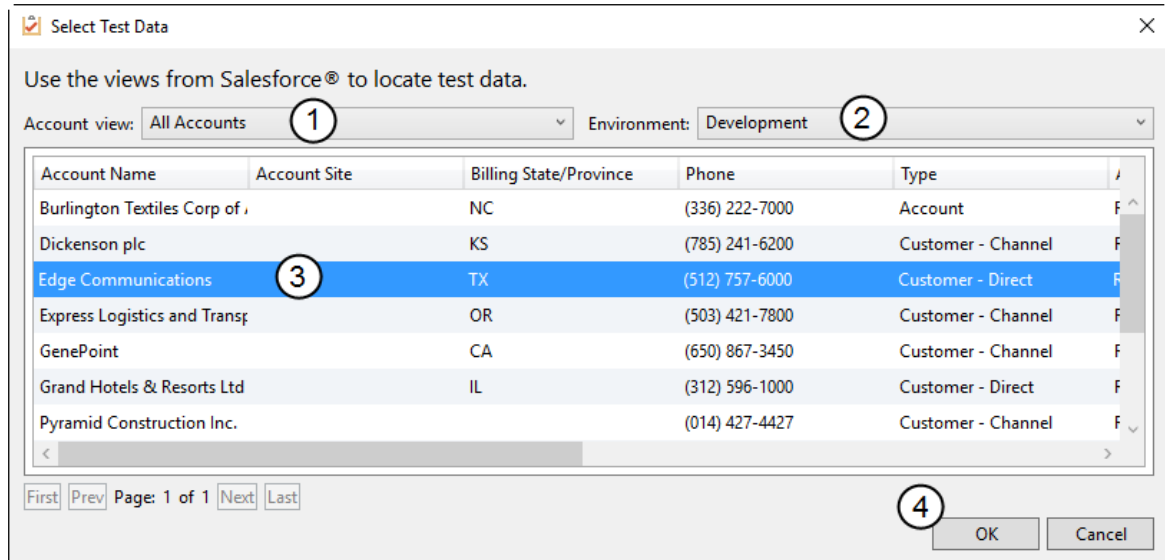 Select Test Data
Use the views from Salesforce® to locate test data.
Account view: All Accounts 1 Environment: Development 2
Account Name Account Site Billing State/Province Phone Type
Burlington Textiles Corp of NC (336) 222-7000 Account
Dickenson plc KS (785) 241-6200 Customer - Channel
Edge Communications 3 TX (512) 757-6000 Customer - Direct
Express Logistics and Transp OR (503) 421-7800 Customer - Channel
GenePoint CA (650) 867-3450 Customer - Channel
Grand Hotels & Resorts Ltd IL (312) 596-1000 Customer - Direct
Pyramid Construction Inc. (014) 427-4427 Customer - Channel
First Prev Page: 1 of 1 Next Last
4
OK Cancel